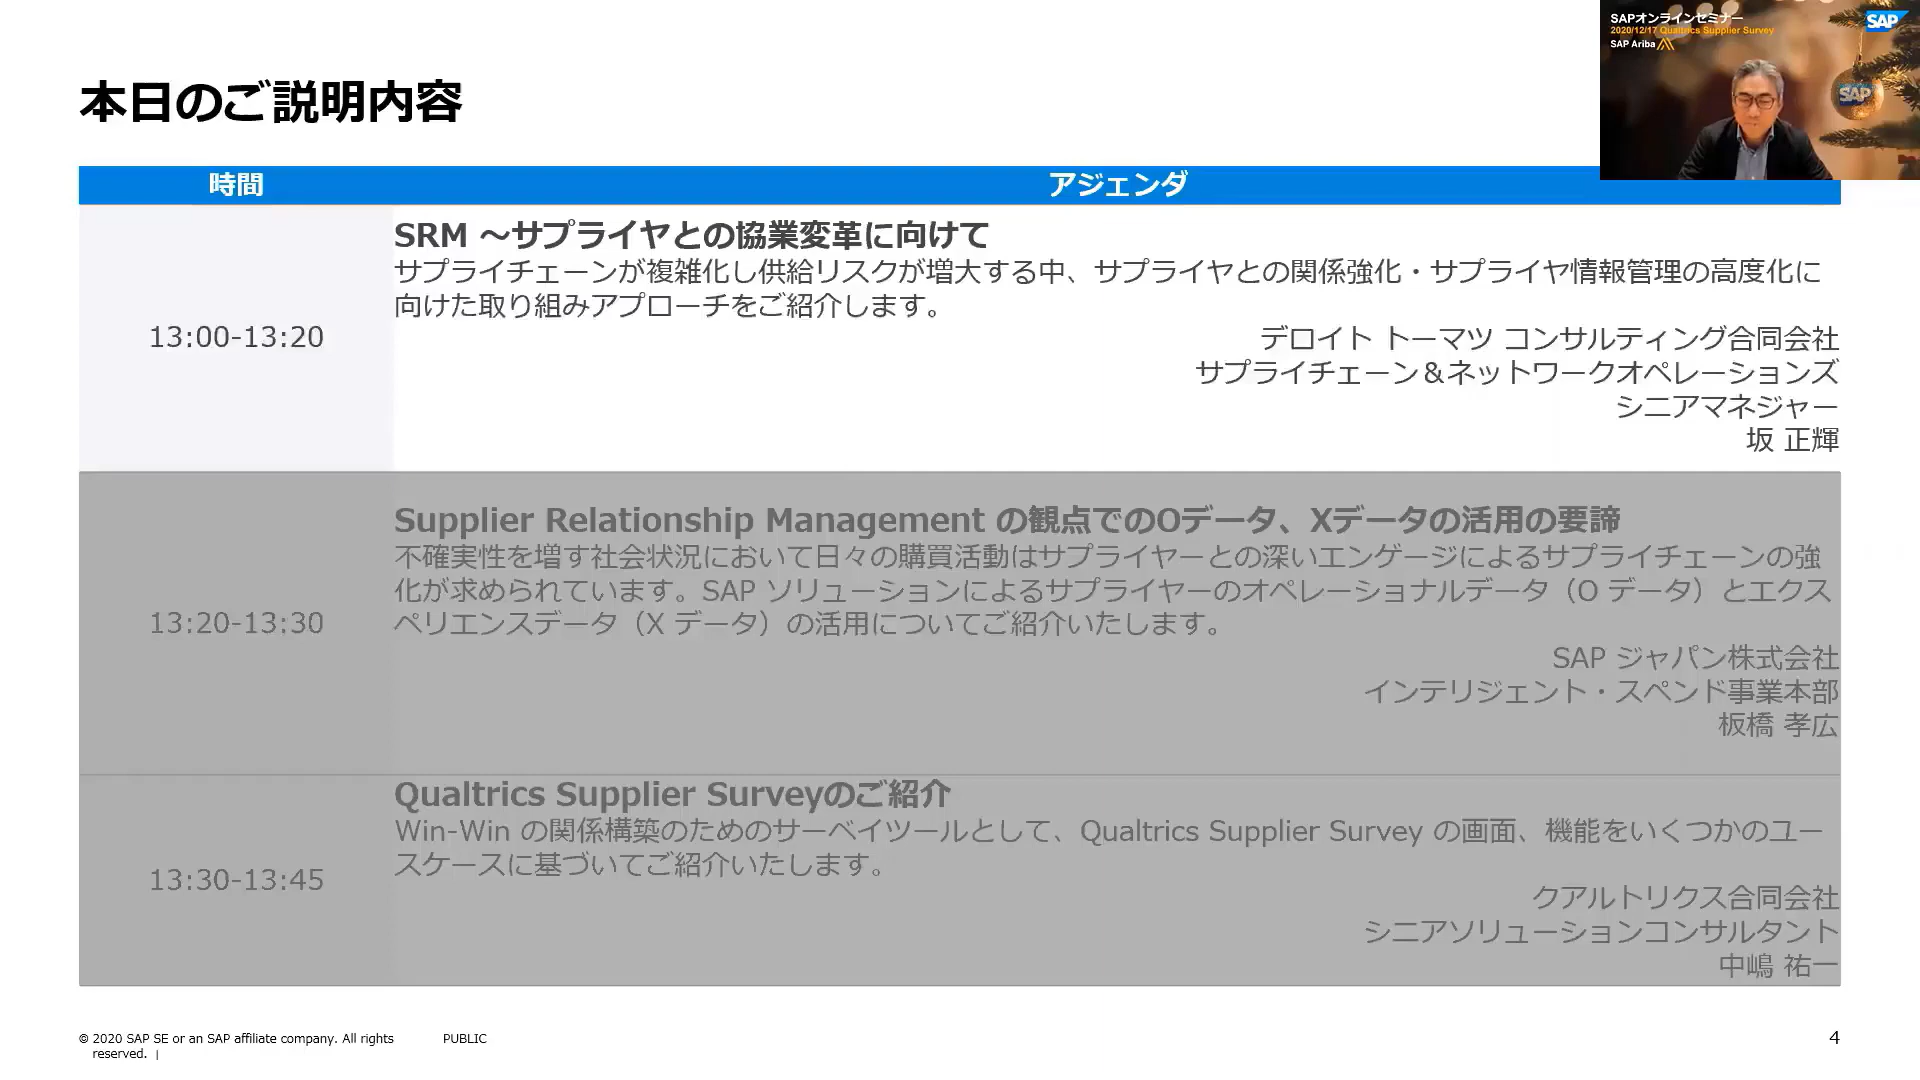 本日のご説明内容
SAPオンラインセミナー
2020/12/17 Qualtrics Supplier Survey
SAP Ariba
SAP
SAP
時間
アジェンダ
13:00-13:20
SRM ～サプライヤとの協業変革に向けて
サプライチェーンが複雑化し供給リスクが増大する中、サプライヤとの関係強化・サプライヤ情報管理の高度化に
向けた取り組みアプローチをご紹介します。
デロイト トーマツ コンサルティング合同会社
サプライチェーン＆ネットワークオペレーションズ
シニアマネジャー
坂 正輝
13:20-13:30
Supplier Relationship Management の観点でのOデータ、Xデータの活用の要諦
不確実性を増す社会状況において日々の購買活動はサプライヤーとの深いエンゲージによるサプライチェーンの強
化が求められています。SAP ソリューションによるサプライヤーのオペレーショナルデータ（O データ）とエクス
ペリエンスデータ（X データ）の活用についてご紹介いたします。
SAP ジャパン株式会社
インテリジェント・スペンド事業本部
板橋 孝広
13:30-13:45
Qualtrics Supplier Surveyのご紹介
Win-Win の関係構築のためのサーベイツールとして、Qualtrics Supplier Survey の画面、機能をいくつかのユー
スケースに基づいてご紹介いたします。
クアルトリクス合同会社
シニアソリューションコンサルタント
中嶋 祐一
© 2020 SAP SE or an SAP affiliate company. All rights
reserved. |
PUBLIC
4